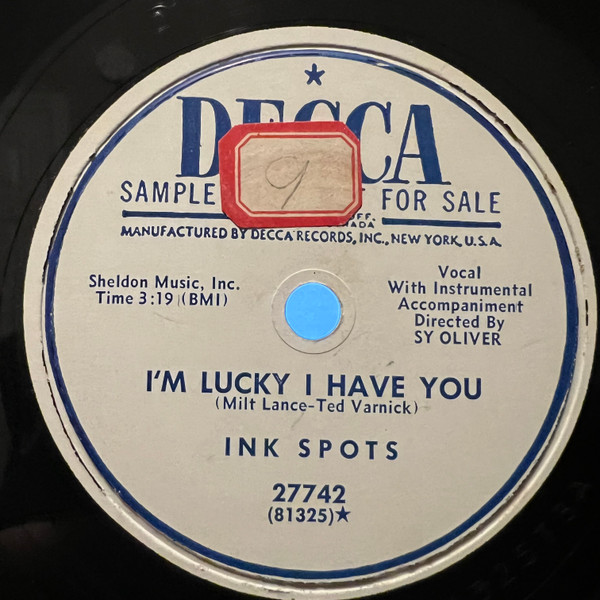 DECCA
9
SAMPLE FOR SALE
MANUFACTURED BY DECCA RECORDS, INC., NEW YORK, U.S.A.
Sheldon Music, Inc.
Time 3:19 (BMI)
Vocal
With Instrumental
Accompaniment
Directed By
SY OLIVER
I'M LUCKY I HAVE YOU
(Milt Lance-Ted Varnick)
INK SPOTS
27742
(81325)★